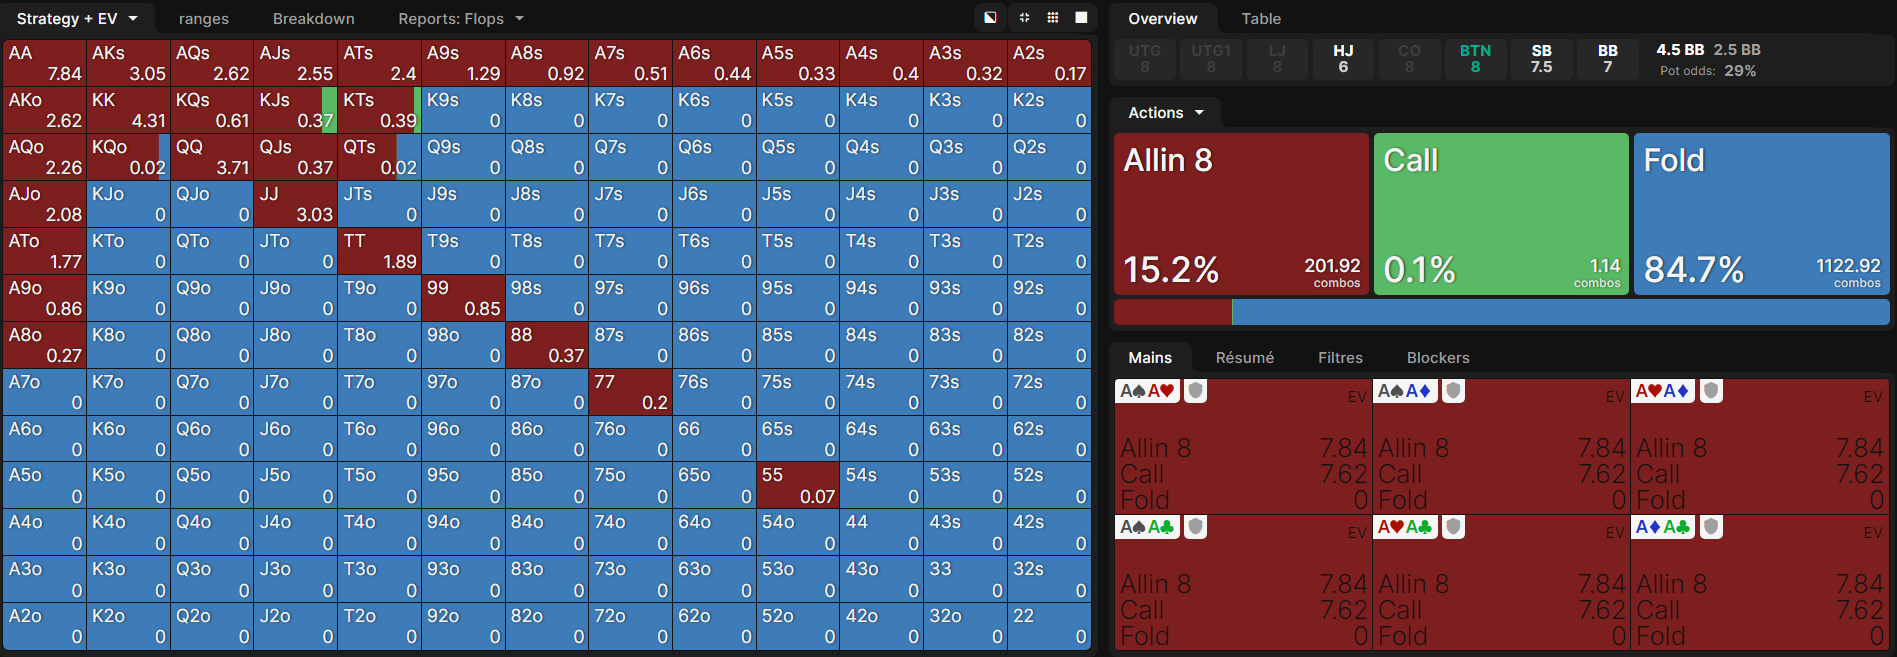 Strategy + EV ranges Breakdown Reports: Flops
AA AKs AQs AJs ATs A9s A8s A7s A6s A5s A4s A3s A2s
7.84 3.05 2.62 2.55 2.4 1.29 0.92 0.51 0.44 0.33 0.4 0.32 0.17
AKo KK KQs KJs KTs K9s K8s K7s K6s K5s K4s K3s K2s
2.62 4.31 0.61 0.37 0.39 0 0 0 0 0 0 0 0
AQo KQo QQ QJs QTs Q9s Q8s Q7s Q6s Q5s Q4s Q3s Q2s
2.26 0.02 3.71 0.37 0.02 0 0 0 0 0 0 0 0
AJo KJo QJo JJ JTs J9s J8s J7s J6s J5s J4s J3s J2s
2.08 0 0 3.03 0 0 0 0 0 0 0 0 0
ATo KTo QTo JTo TT T9s T8s T7s T6s T5s T4s T3s T2s
1.77 0 0 0 1.89 0 0 0 0 0 0 0 0
A9o K9o Q9o J9o T9o 99 98s 97s 96s 95s 94s 93s 92s
0.86 0 0 0 0 0.85 0 0 0 0 0 0 0
A8o K8o Q8o J8o T8o 98o 88 87s 86s 85s 84s 83s 82s
0.27 0 0 0 0 0 0.37 0 0 0 0 0 0
A7o K7o Q7o J7o T7o 97o 87o 77 76s 75s 74s 73s 72s
0 0 0 0 0 0 0 0.2 0 0 0 0 0
A6o K6o Q6o J6o T6o 96o 86o 76o 66 65s 64s 63s 62s
0 0 0 0 0 0 0 0 0 0 0 0 0
A5o K5o Q5o J5o T5o 95o 85o 75o 65o 55 54s 53s 52s
0 0 0 0 0 0 0 0 0 0.07 0 0 0
A4o K4o Q4o J4o T4o 94o 84o 74o 64o 54o 44 43s 42s
0 0 0 0 0 0 0 0 0 0 0 0 0
A3o K3o Q3o J3o T3o 93o 83o 73o 63o 53o 43o 33 32s
0 0 0 0 0 0 0 0 0 0 0 0 0
A2o K2o Q2o J2o T2o 92o 82o 72o 62o 52o 42o 32o 22
0 0 0 0 0 0 0 0 0 0 0 0 0
Overview Table
UTG UTG1 LJ HJ CO BTN SB BB 4.5 BB 2.5 BB
8 8 8 6 8 8 7.5 7 Pot odds: 29%
Actions
Allin 8 Call Fold
15.2% 201.92 combos 0.1% 1.14 combos 84.7% 1122.92 combos
Mains Résumé Filtres Blockers
A♠A♥ EV A♠A♦ EV A♥A♦ EV
Allin 8 7.84 Allin 8 7.84 Allin 8 7.84
Call 7.62 Call 7.62 Call 7.62
Fold 0 Fold 0 Fold 0
A♠A♣ EV A♥A♣ EV A♦A♣ EV
Allin 8 7.84 Allin 8 7.84 Allin 8 7.84
Call 7.62 Call 7.62 Call 7.62
Fold 0 Fold 0 Fold 0